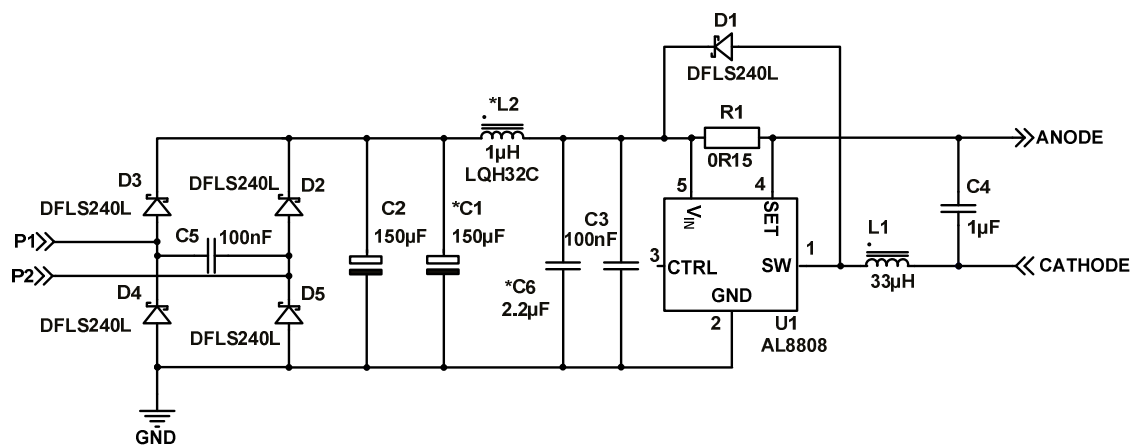 D1
DFLS240L
*L2
1µH
LQH32C
R1
0R15
ANODE
D3
DFLS240L
DFLS240L
D2
5
4
C4
1µF
VIN
SET
P1
C5
100nF
C2
150µF
*C1
150µF
C3
100nF
3
CTRL
SW
1
L1
33µH
CATHODE
P2
D4
DFLS240L
D5
DFLS240L
*C6
2.2µF
GND
2
U1
AL8808
GND